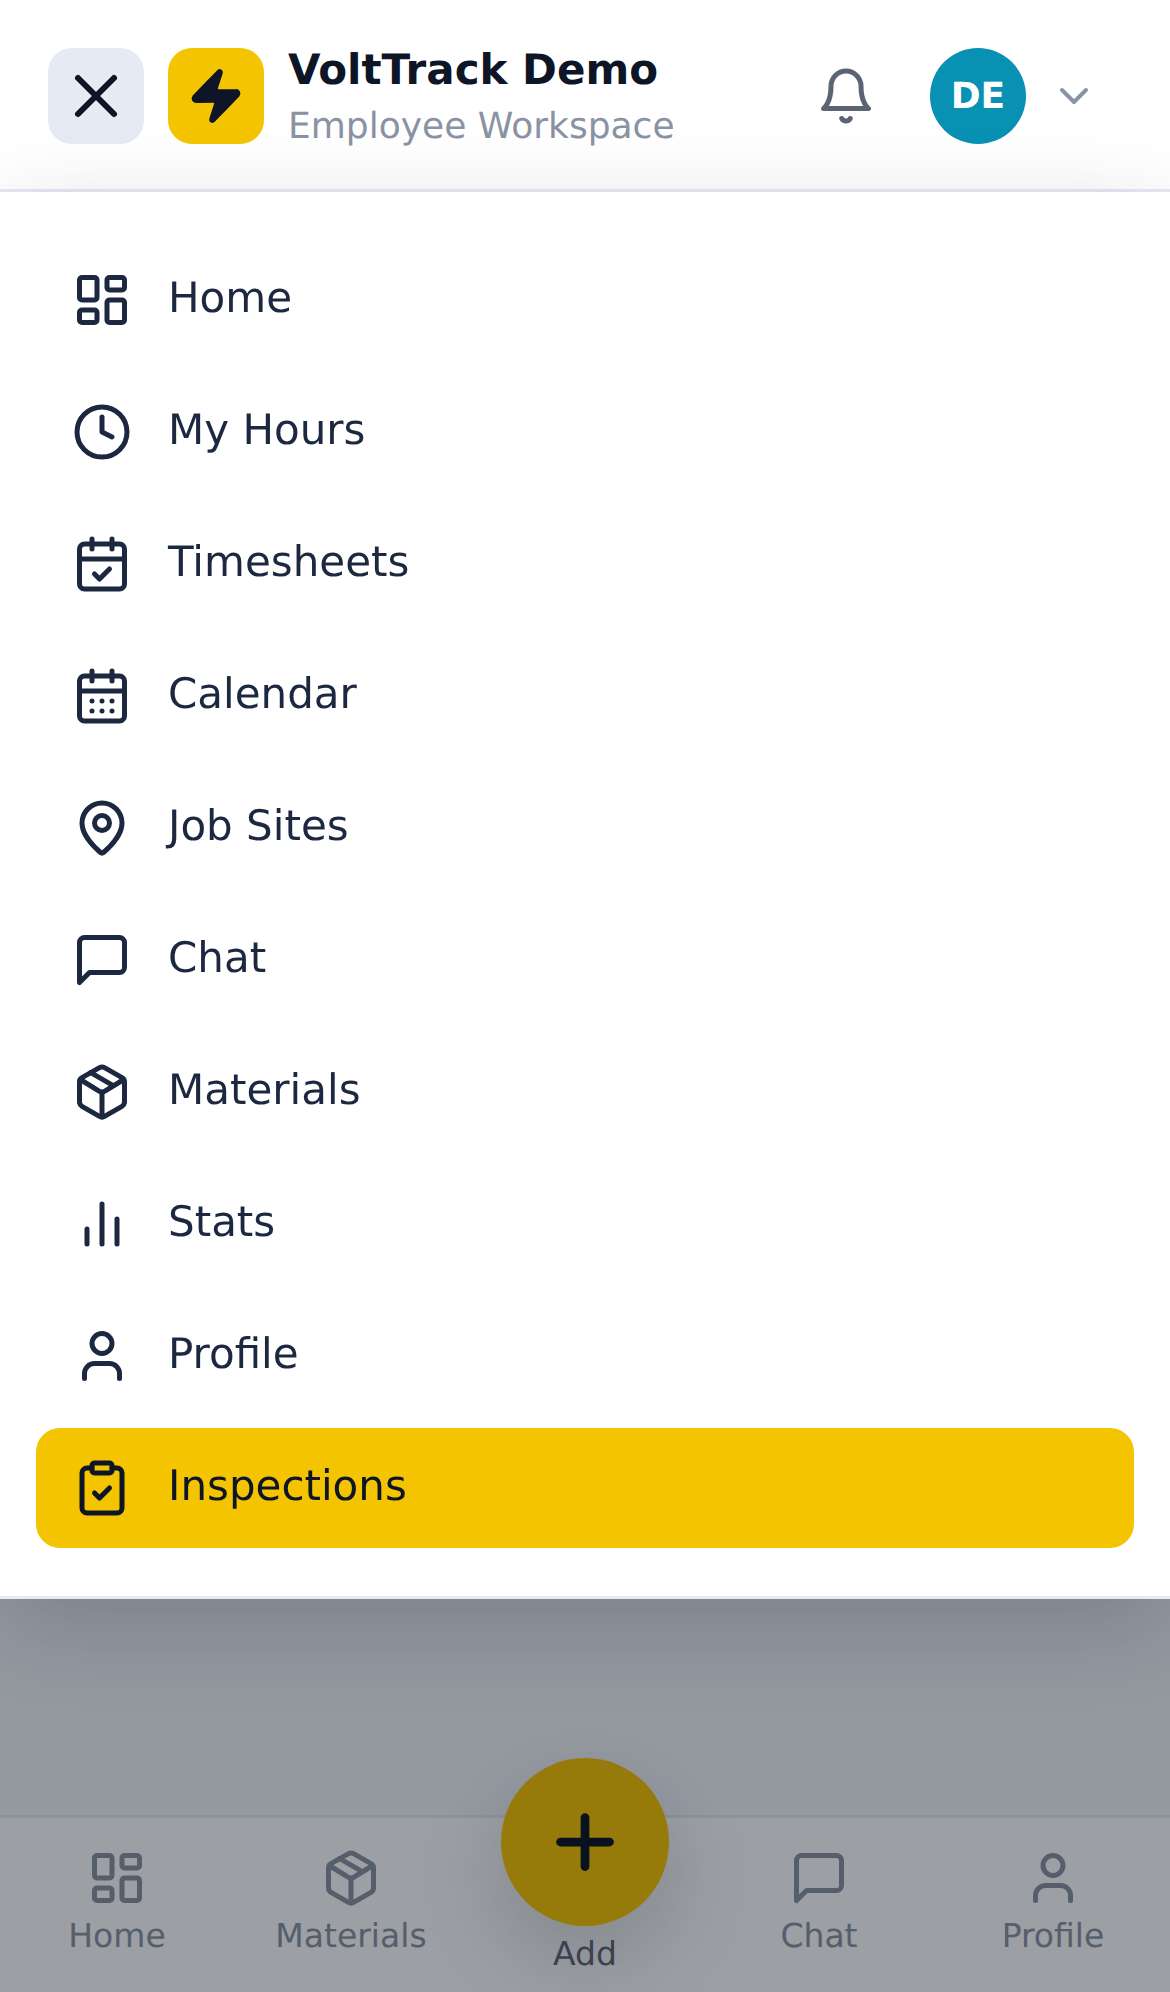 VoltTrack Demo
Employee Workspace
DE
Home
My Hours
Timesheets
Calendar
Job Sites
Chat
Materials
Stats
Profile
Inspections
Home
Materials
Add
Chat
Profile